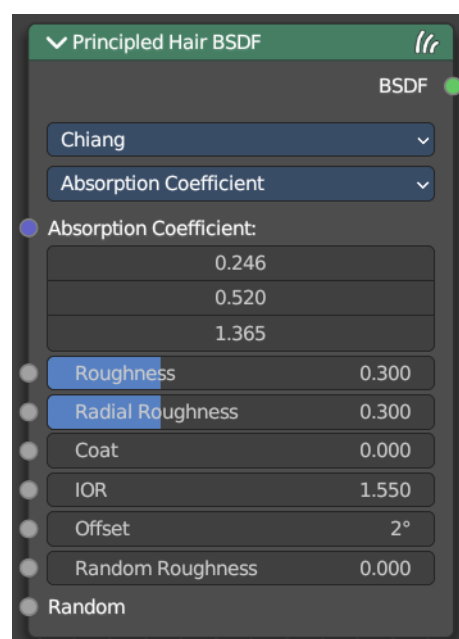 Principled Hair BSDF
BSDF
Chiang
Absorption Coefficient
Absorption Coefficient:
0.246
0.520
1.365
Roughness 0.300
Radial Roughness 0.300
Coat 0.000
IOR 1.550
Offset 2°
Random Roughness 0.000
Random